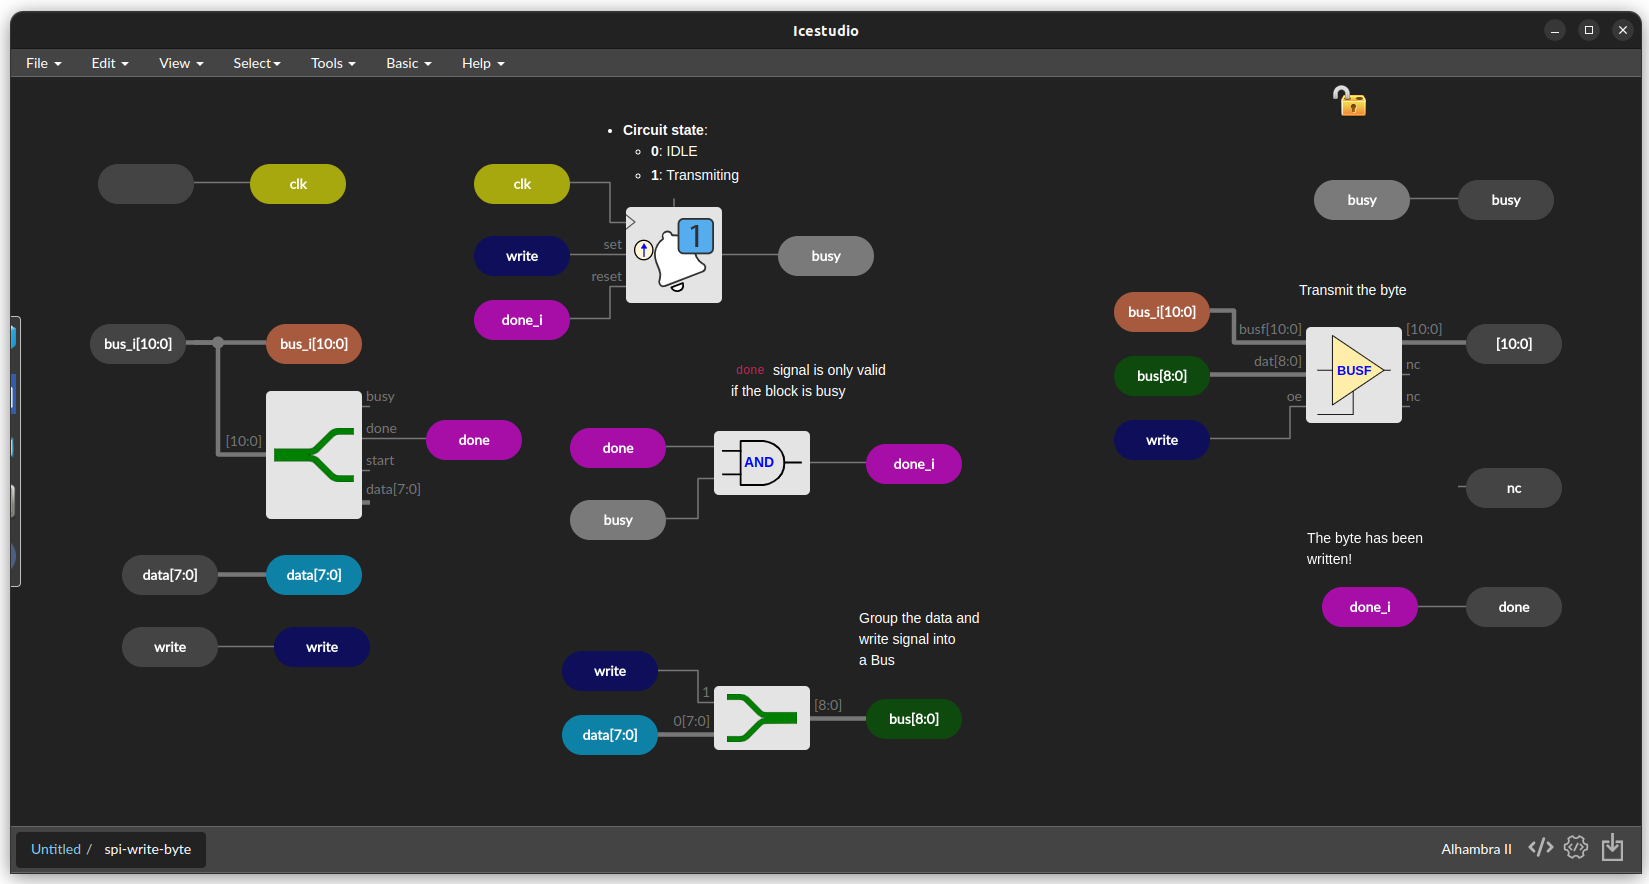 Icestudio
File Edit View Select Tools Basic Help
Circuit state:
0: IDLE
1: Transmiting
clk
clk
write
done_i
set
reset
1
busy
busy
busy
bus_i[10:0]
bus_i[10:0]
[10:0]
busy
done
start
data[7:0]
done
data[7:0]
data[7:0]
write
write
done signal is only valid
if the block is busy
done
busy
AND
done_i
Group the data and
write signal into
a Bus
write
data[7:0]
1
0[7:0]
[8:0]
bus[8:0]
Transmit the byte
bus_i[10:0]
bus[8:0]
write
busf[10:0]
dat[8:0]
oe
BUSF
[10:0]
nc
nc
[10:0]
nc
The byte has been
written!
done_i
done
Untitled / spi-write-byte
Alhambra II